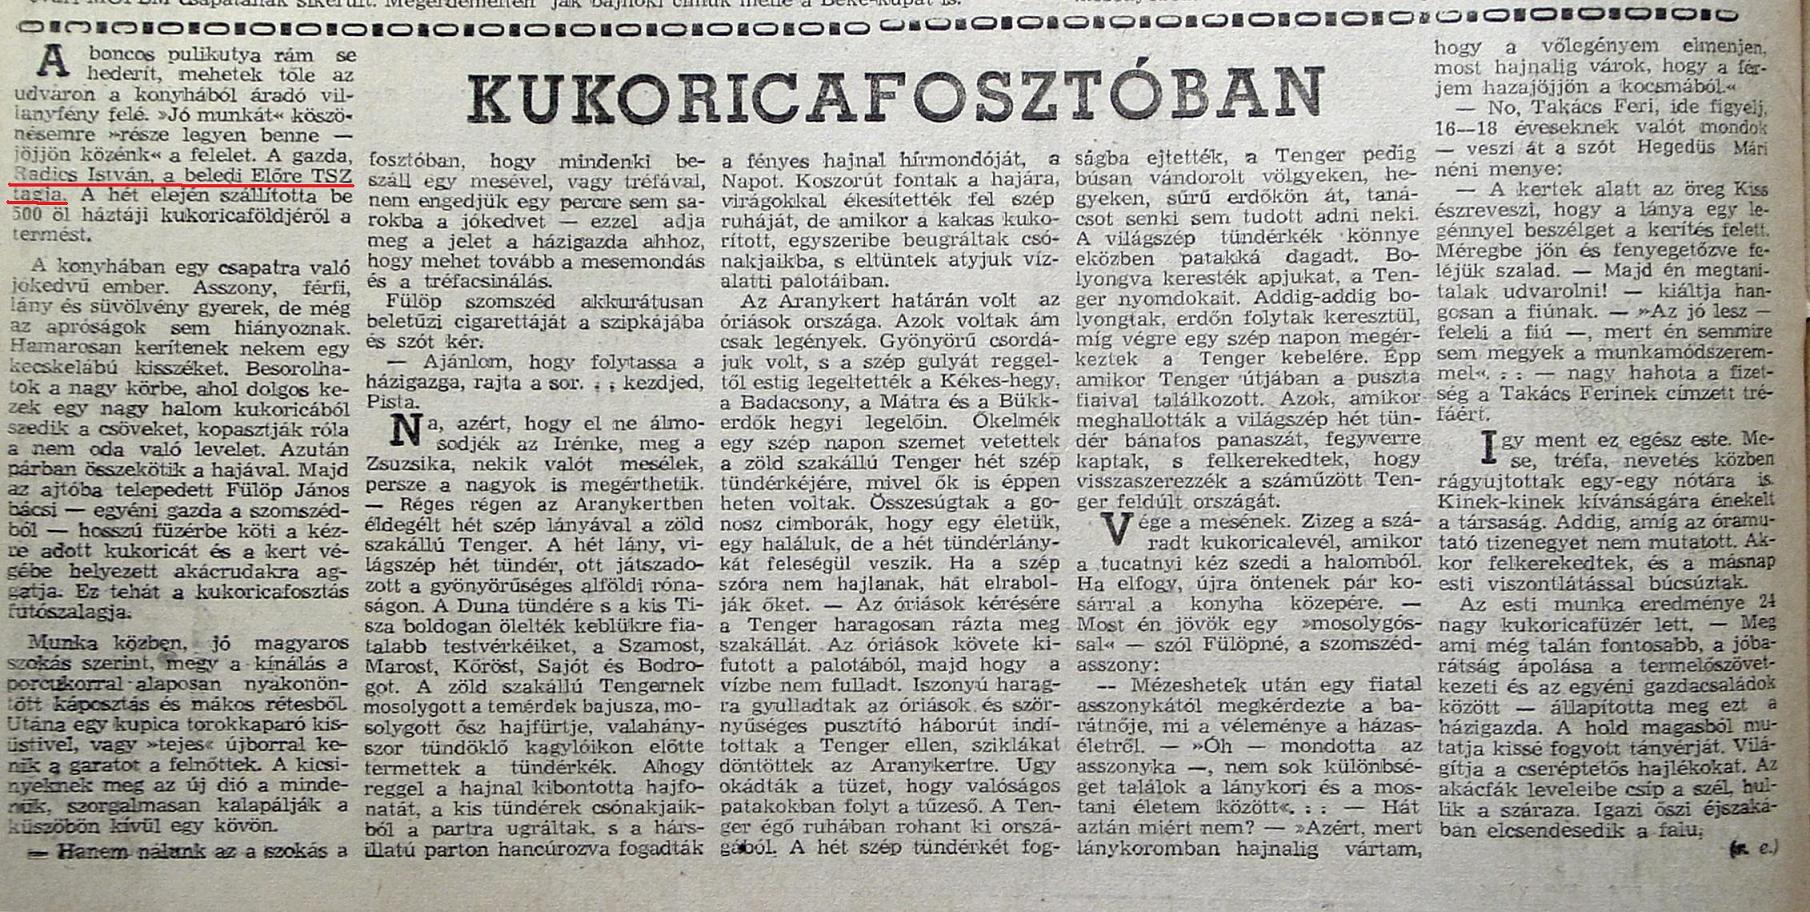 KUKORICAFOSZTÓBAN
A boncos pulikutya rám se
hederít, mehetek tőle az
udváron a konyhából áradó vil-
lanyfény felé. »Jó munkát« köszö-
nésemre »része legyen benne —
jöjjön közénk« a felelet. A gazda,
Radics István, a beledi Előre TSZ
tagja. A hét elején szállította be
500 öl háztáji kukoricaföldjéről a
termést.
A konyhában egy csapatra való
jókedvű ember. Asszony, férfi,
lány és süvölvény gyerek, de még
az apróságok sem hiányoznak.
Hamarosan kerítenek nekem egy
kecskelábú kisszéket. Besorolha-
tok a nagy körbe, ahol dolgos ke-
zek egy nagy halom kukoricából
szedik a csöveket, kopasztják róla
a nem oda való levelet. Azután
párban összekötik a hajával. Majd
az ajtóba telepedett Fülöp János
bácsi — egyéni gazda a szomszéd-
ból — hosszú füzérbe köti a kéz-
re adott kukoricát és a kert vé-
gébe helyezett akácrudakra ag-
gatja. Ez tehát a kukoricafosztás
futószalagja.
Munka közben, jó magyaros
szokás szerint, megy a kínálás a
porcukorral alaposan nyakonön-
tött káposztás és mákos rétesből.
Utána egy kupica torokkaparó kis-
üstivel, vagy »tejes« újborral ke-
nik a garatot a felnőttek. A kicsi-
nyeknek meg az új dió a minde-
nük, szorgalmasan kalapálják a
küszöbön kívül egy kövön.
— Hanem nálunk az a szokás a
fosztóban, hogy mindenki be-
száll egy mesével, vagy tréfával,
nem engedjük egy percre sem sa-
rokba a jókedvet — ezzel adja
meg a jelet a házigazda ahhoz,
hogy mehet tovább a mesemondás
és a tréfacsinálás.
Fülöp szomszéd akkurátusan
beletűzi cigarettáját a szipkájába
és szót kér.
— Ajánlom, hogy folytassa a
házigazga, rajta a sor. : ; kezdjed,
Pista.
Na, azért, hogy el ne álmo-
sodjék az Irénke, meg a
Zsuzsika, nekik valót mesélek,
persze a nagyok is megérthetik.
— Réges régen az Aranykertben
éldegélt hét szép lányával a zöld
szakállú Tenger. A hét lány, vi-
lágszép hét tündér, ott játszado-
zott a gyönyörűséges alföldi róna-
ságon. A Duna tündére s a kis Ti-
sza boldogan ölelték keblükre fia-
talabb testvérkéiket, a Szamost,
Marost, Kőröst, Sajót és Bodro-
got. A zöld szakállú Tengernek
mosolygott a temérdek bajusza, mo-
solygott ősz hajfürtje, valahány-
szor tündöklő kagylóikon előtte
termettek a tündérkék. Ahogy
reggel a hajnal kibontotta hajfo-
natát, a kis tündérek csónakjaik-
ból a partra ugráltak, s a hárs-
illatú parton hancúrozva fogadták
a fényes hajnal hírmondóját, a
Napot. Koszorút fontak a hajára,
virágokkal ékesítették fel szép
ruháját, de amikor a kakas kuko-
rított, egyszeribe beugráltak csó-
nakjaikba, s eltűntek atyjuk víz-
alatti palotáiban.
Az Aranykert határán volt az
óriások országa. Azok voltak ám
csak legények. Gyönyörű csordá-
juk volt, s a szép gulyát reggel-
től estig legeltették a Kékes-hegy,
a Badacsony, a Mátra és a Bükk-
erdők hegyi legelőin. Őkelmék
egy szép napon szemet vetettek
a zöld szakállú Tenger hét szép
tündérkéjére, mivel ők is éppen
heten voltak. Összesúgtak a go-
nosz cimborák, hogy egy életük,
egy haláluk, de a hét tündérlány-
kát feleségül veszik. Ha a szép
szóra nem hajlanak, hát elrabol-
ják őket. — Az óriások kérésére
a Tenger haragosan rázta meg
szakállát. Az óriások követe ki-
futott a palotából, majd hogy a
vízbe nem fulladt. Iszonyú harag-
ra gyulladtak az óriások és ször-
nyűséges pusztító háborút indí-
tottak a Tenger ellen, sziklákat
döntöttek az Aranykertre. Ugy
okádták a tüzet, hogy valóságos
patakokban folyt a tűzeső. A Ten-
ger égő ruhában rohant ki orszá-
gából. A hét szép tündérkét fog-
ságba ejtették, a Tenger pedig
búsan vándorolt völgyeken, he-
gyeken, sűrű erdőkön át, taná-
csot senki sem tudott adni neki.
A világszép tündérkék könnye
eközben patakká dagadt. Bo-
lyongva keresték apjukat, a Ten-
ger nyomdokait. Addig-addig bo-
lyongtak, erdőn folytak keresztül,
míg végre egy szép napon megér-
keztek a Tenger kebelére. Épp
amikor Tenger útjában a puszta
fiaival találkozott. Azok, amikor
meghallották a világszép hét tün-
dér bánatos panaszát, fegyverre
kaptak, s felkerekedtek, hogy
visszaszerezzék a száműzött Ten-
ger feldúlt országát.
Vége a mesének. Zizeg a szá-
radt kukoricalevél, amikor
a tucatnyi kéz szedi a halomból.
Ha elfogy, újra öntenek pár ko-
sárral a konyha közepére. —
Most én jövök egy »mosolygós-
sal« — szól Fülöpné, a szomszéd-
asszony:
— Mézeshetek után egy fiatal
asszonykától megkérdezte a ba-
rátnője, mi a véleménye a házas-
életről. — »Óh — mondotta az
asszonyka —, nem sok különbsé-
get találok a lánykori és a mos-
tani életem között«. : : — Hát
aztán miért nem? — »Azért, mert
lánykoromban hajnalig vártam,
hogy a vőlegényem elmenjen,
most hajnalig várok, hogy a fér-
jem hazajöjjön a kocsmából.«
— No, Takács Feri, ide figyelj,
16—18 éveseknek valót mondok
— veszi át a szót Hegedüs Mári
néni menye:
— A kertek alatt az öreg Kiss
észreveszi, hogy a lánya egy le-
génnyel beszélget a kerítés felett.
Méregbe jön és fenyegetőzve fe-
léjük szalad. — Majd én megtaní-
talak udvarolni! — kiáltja han-
gosan a fiúnak. — »Az jó lesz —
feleli a fiú —, mert én semmire
sem megyek a munkamódszerem-
mel«. : : — nagy hahota a fizet-
ség a Takács Ferinek címzett tré-
fáért.
Igy ment ez egész este. Me-
se, tréfa, nevetés közben
rágyujtottak egy-egy nótára is.
Kinek-kinek kívánságára énekelt
a társaság. Addig, amíg az óramu-
tató tizenegyet nem mutatott. Ak-
kor felkerekedtek, és a másnap
esti viszontlátással búcsúztak.
Az esti munka eredménye 24
nagy kukoricafüzér lett. — Meg
ami még talán fontosabb, a jóba-
rátság ápolása a termelőszövet-
kezeti és az egyéni gazdacsaládok
között — állapította meg ezt a
házigazda. A hold magasból mu-
tatja kissé fogyott tányérját. Vilá-
gítja a cseréptetős hajlékokat. Az
akácfák leveleibe csíp a szél, hul-
lik a száraza. Igazi őszi éjszaká-
ban elcsendesedik a falu.
(r. e.)